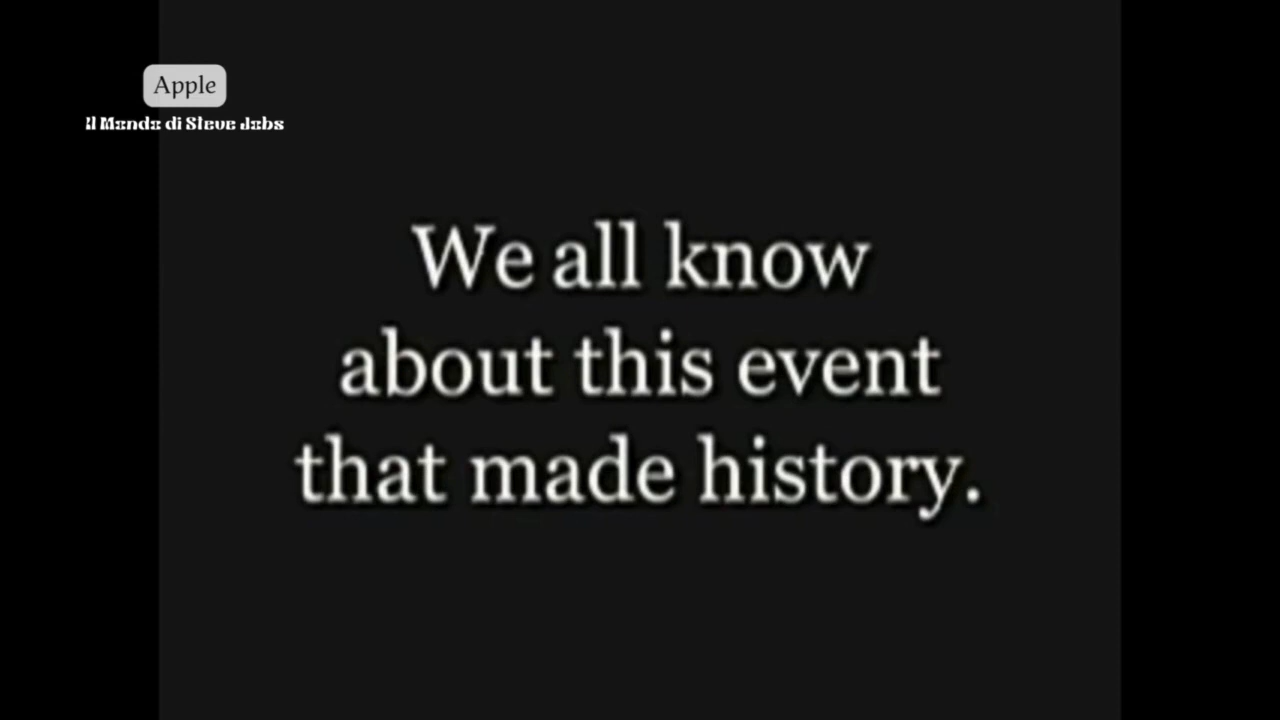 Apple
Il Mondo di Steve Jobs
We all know
about this event
that made history.